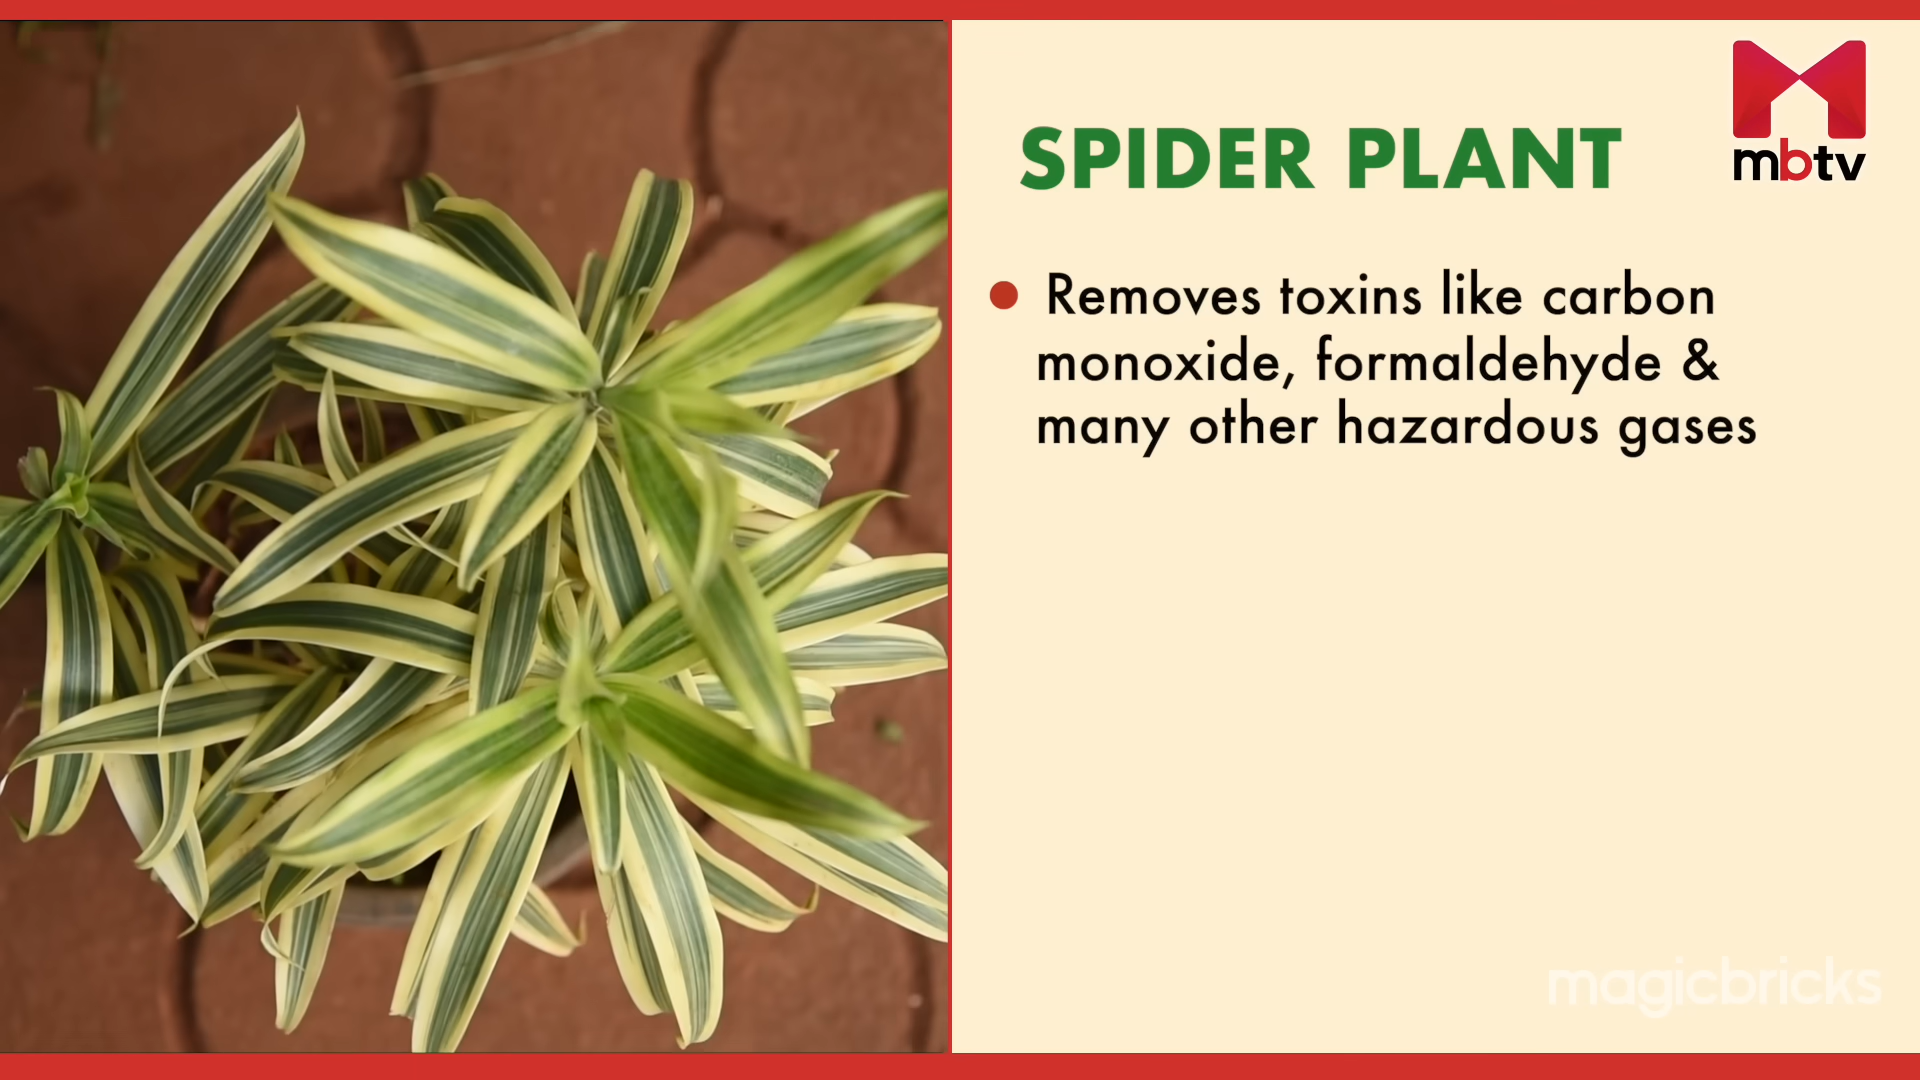 SPIDER PLANT
mbtv
Removes toxins like carbon
monoxide, formaldehyde &
many other hazardous gases
magicbricks